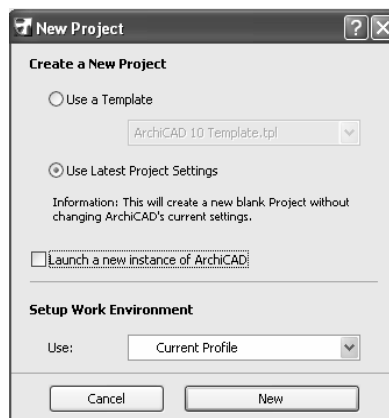 New Project
Create a New Project
Use a Template
ArchiCAD 10 Template.tpl
Use Latest Project Settings
Information: This will create a new blank Project without
changing ArchiCAD's current settings.
Launch a new instance of ArchiCAD
Setup Work Environment
Use: Current Profile
Cancel New